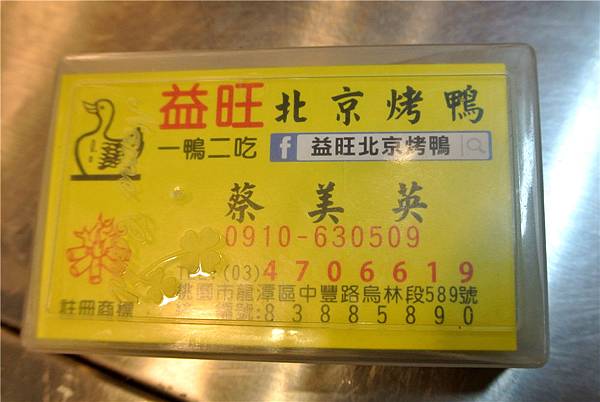 益旺北京烤鴨
一鴨二吃 f 益旺北京烤鴨
蔡美英
0910-630509
(03)4706619
桃園市龍潭區中豐路烏林段589號
註冊商標
編號:83885890